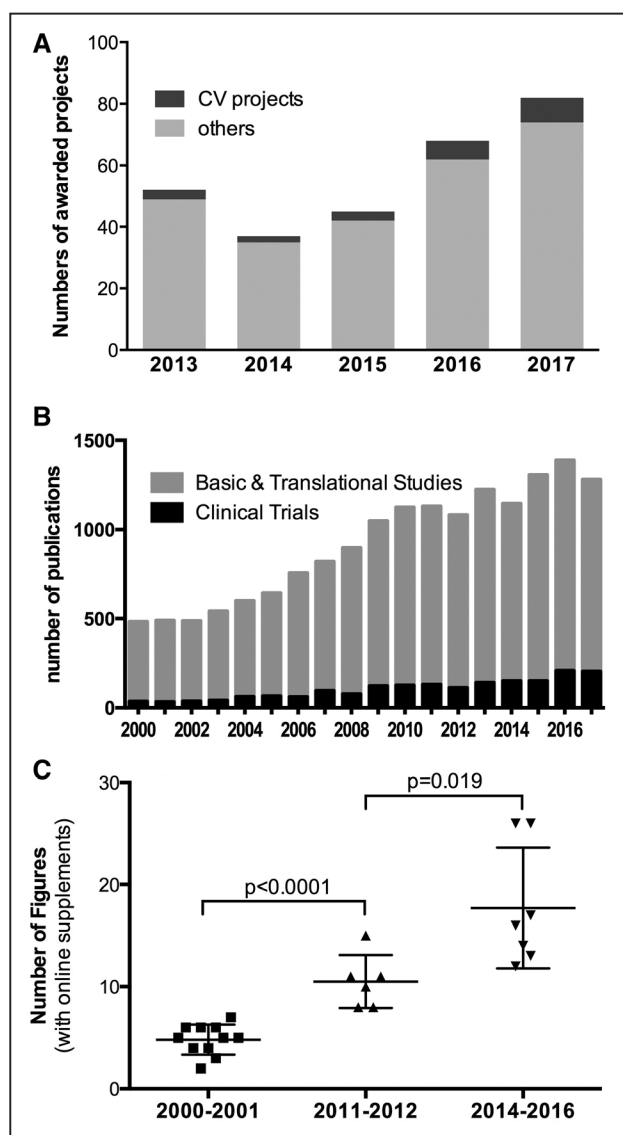 A
Numbers of awarded projects
100
80
60
40
20
0
CV projects
others
2013 2014 2015 2016 2017
B
number of publications
1500
1000
500
0
Basic & Translational Studies
Clinical Trials
2000 2002 2004 2006 2008 2010 2012 2014 2016
C
Number of Figures
(with online supplements)
30
20
10
0
p=0.019
p<0.0001
2000-2001 2011-2012 2014-2016